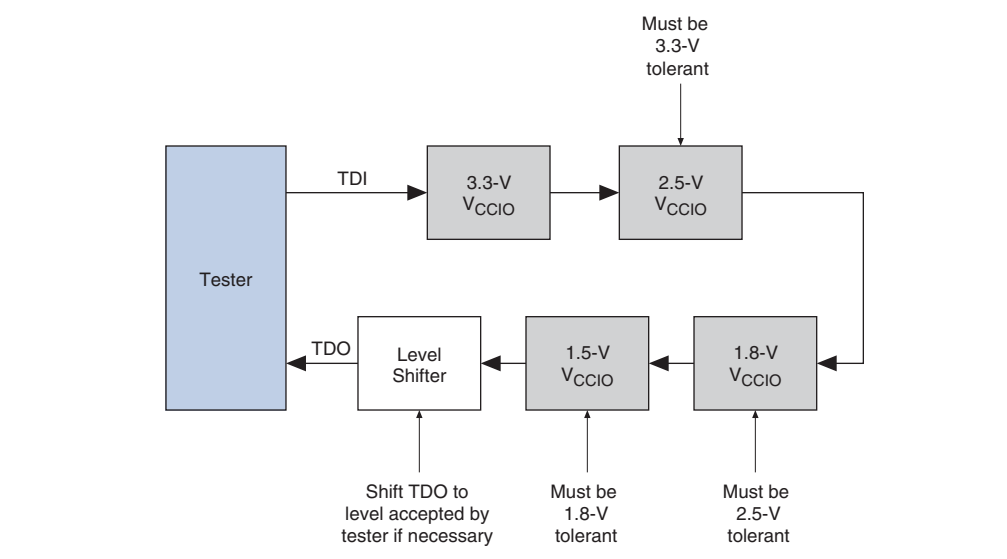 Must be
3.3-V
tolerant
TDI
3.3-V
VCCIO
2.5-V
VCCIO
Tester
TDO
Level
Shifter
1.5-V
VCCIO
1.8-V
VCCIO
Shift TDO to
level accepted by
tester if necessary
Must be
1.8-V
tolerant
Must be
2.5-V
tolerant